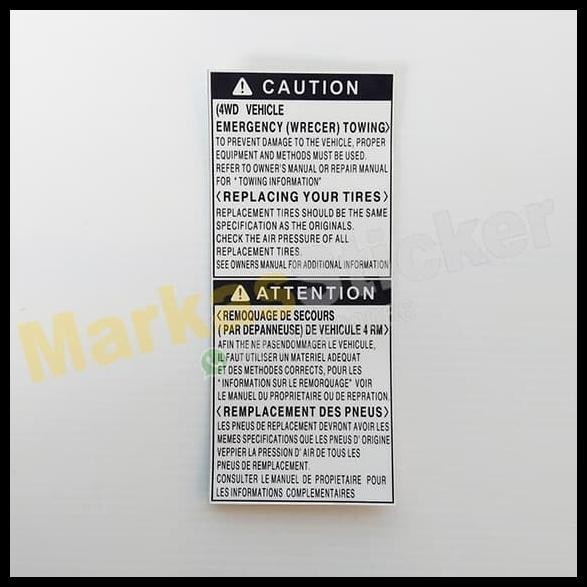 ⚠ CAUTION
(4WD VEHICLE
EMERGENCY (WRECER) TOWING〉
TO PREVENT DAMAGE TO THE VEHICLE, PROPER
EQUIPMENT AND METHODS MUST BE USED.
REFER TO OWNER'S MANUAL OR REPAIR MANUAL
FOR " TOWING INFORMATION"
〈REPLACING YOUR TIRES〉
REPLACEMENT TIRES SHOULD BE THE SAME
SPECIFICATION AS THE ORIGINALS.
CHECK THE AIR PRESSURE OF ALL
REPLACEMENT TIRES.
SEE OWNERS MANUAL FOR ADDITIONAL INFORMATION
⚠ ATTENTION
〈REMOQUAGE DE SECOURS
( PAR DEPANNEUSE) DE VEHICULE 4 RM〉
AFIN THE NE PASENDOMMAGER LE VEHICULE,
IL FAUT UTILISER UN MATERIEL ADEQUAT
ET DES METHODES CORRECTS, POUR LES
"INFORMATION SUR LE REMORQUAGE" VOIR
LE MANUEL DU PROPRIETAIRE OU DE REPRATION.
〈REMPLACEMENT DES PNEUS〉
LES PNEUS DE REPLACEMENT DEVRONT AVOIR LES
MEMES SPECIFICATIONS QUE LES PNEUS D' ORIGINE
VEPPIER LA PRESSION D' AIR DE TOUS LES
PNEUS DE REMPLACEMENT.
CONSULTER LE MANUEL DE PROPIETAIRE POUR
LES INFORMATIONS COMPLEMENTAIRES
Markas Sticker